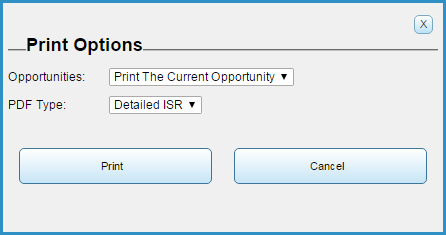 X
Print Options
Opportunities: Print The Current Opportunity ▼
PDF Type: Detailed ISR ▼
Print Cancel